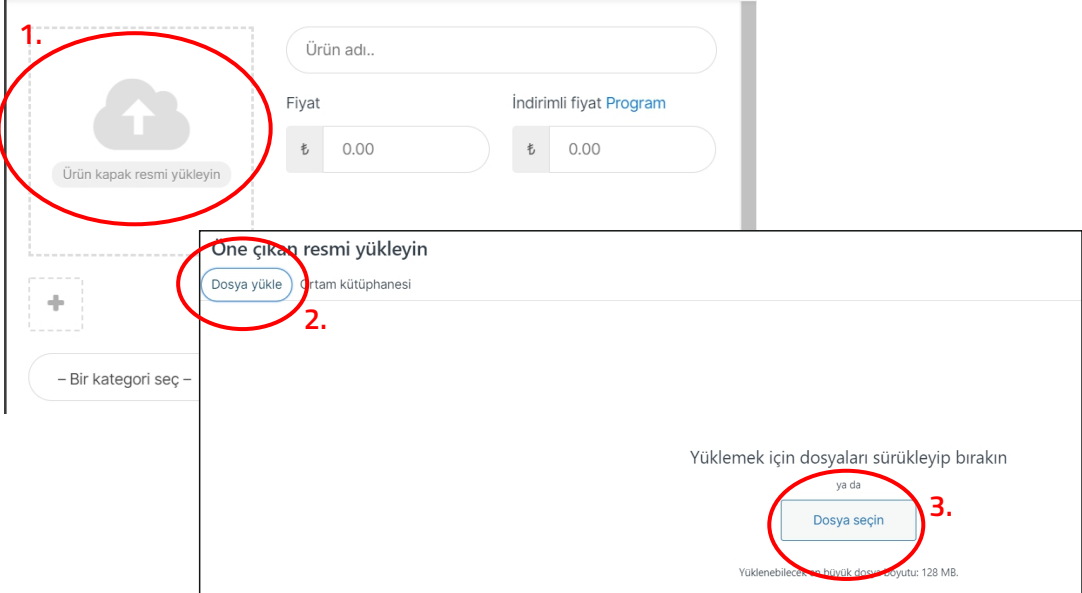 1.
Ürün adı..
Fiyat
İndirimli fiyat Program
₺ 0.00
₺ 0.00
Ürün kapak resmi yükleyin
Öne çıkan resmi yükleyin
Dosya yükle
Ortam kütüphanesi
2.
– Bir kategori seç –
Yüklemek için dosyaları sürükleyip bırakın
ya da
Dosya seçin
3.
Yüklenebilecek en büyük dosya boyutu: 128 MB.